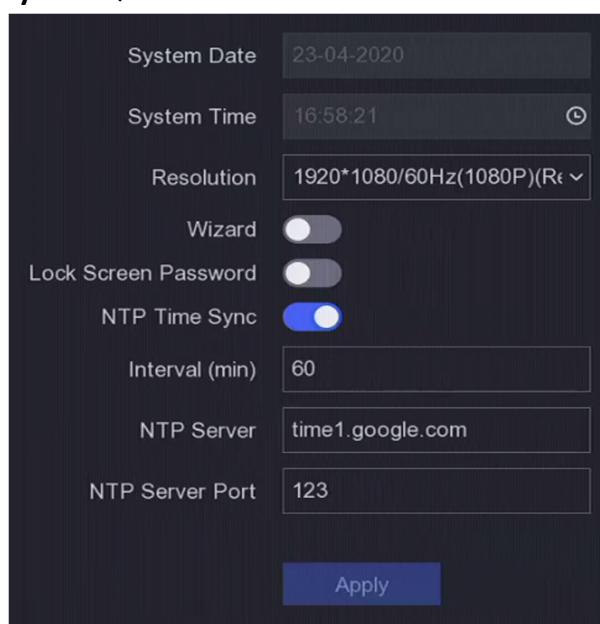 System Date 23-04-2020
System Time 16:58:21
Resolution 1920*1080/60Hz(1080P)(Re
Wizard
Lock Screen Password
NTP Time Sync
Interval (min) 60
NTP Server time1.google.com
NTP Server Port 123
Apply